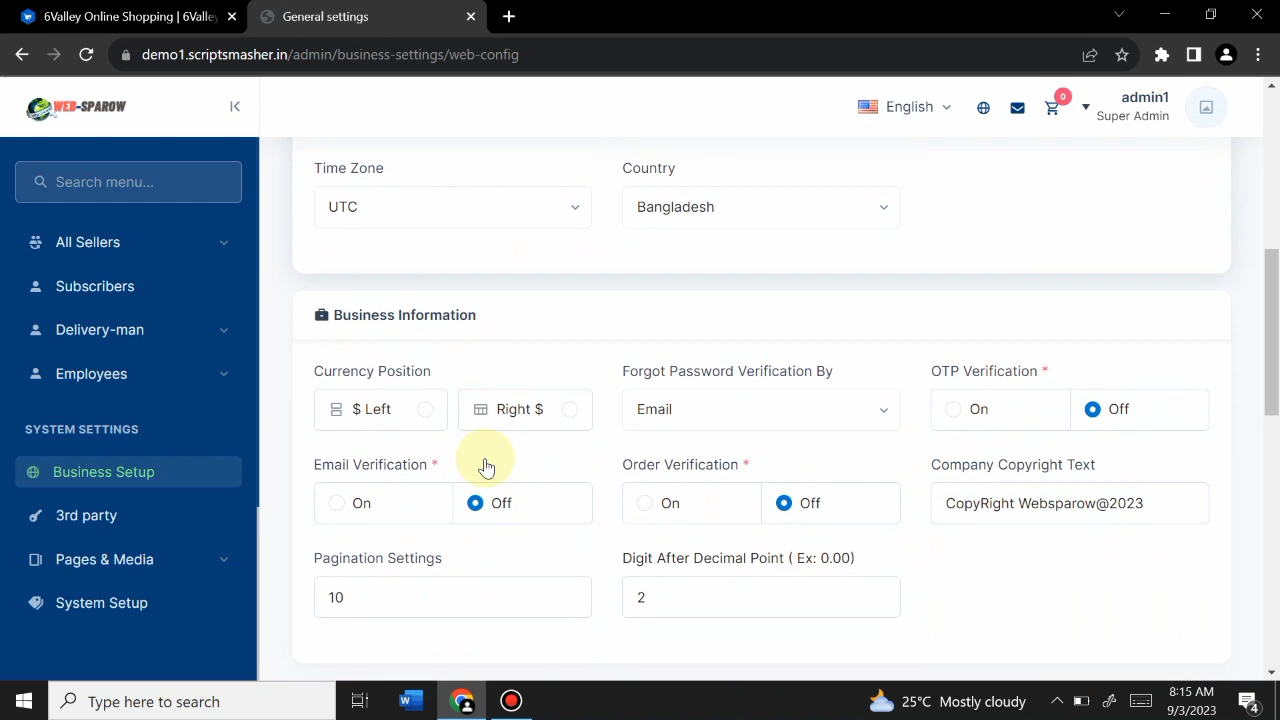 6Valley Online Shopping | 6Valley
General settings
demo1.scriptsmasher.in/admin/business-settings/web-config
WEB-SPAROW
English
0
admin1
Super Admin
Search menu...
All Sellers
Subscribers
Delivery-man
Employees
SYSTEM SETTINGS
Business Setup
3rd party
Pages & Media
System Setup
Time Zone
Country
UTC
Bangladesh
Business Information
Currency Position
Forgot Password Verification By
OTP Verification *
$ Left
Right $
Email
On
Off
Email Verification *
Order Verification *
Company Copyright Text
On
Off
On
Off
CopyRight Websparow@2023
Pagination Settings
Digit After Decimal Point ( Ex: 0.00)
10
2
Type here to search
25°C Mostly cloudy
8:15 AM
9/3/2023
4